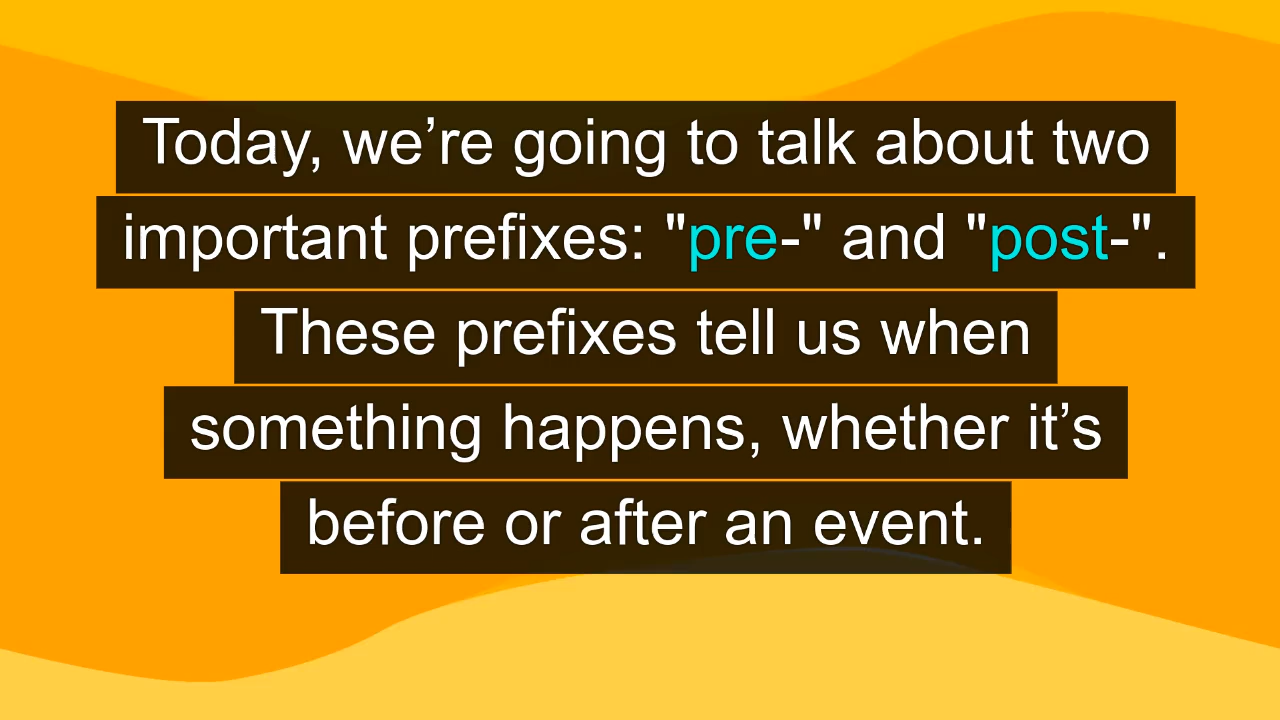 Today, we’re going to talk about two
important prefixes: "pre-" and "post-".
These prefixes tell us when
something happens, whether it’s
before or after an event.